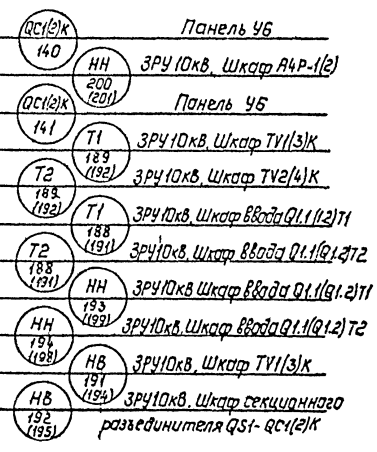 QC1(2)K
140
Панель У6
НН
200
(201)
ЗРУ 10кВ, Шкаф А4Р-1(2)
QC1(2)K
141
Панель У6
Т1
189
(192)
ЗРУ 10кВ, Шкаф TV1(3)К
Т2
189
(192)
ЗРУ 10кВ, Шкаф TV2(4)К
Т1
188
(191)
ЗРУ 10кВ, Шкаф ввода Q1.1(1.2)Т1
Т2
188
(191)
ЗРУ 10кВ, Шкаф ввода Q1.1(Q1.2)Т2
НН
193
(199)
ЗРУ 10кВ Шкаф ввода Q1.1(Q1.2)Т1
НН
194
(198)
ЗРУ 10кВ, Шкаф ввода Q1.1(Q1.2)Т2
НВ
191
(194)
ЗРУ 10кВ, Шкаф TV1(3)К
НВ
192
(195)
ЗРУ 10кВ, Шкаф секционного
разъединителя QS1-QC1(2)К